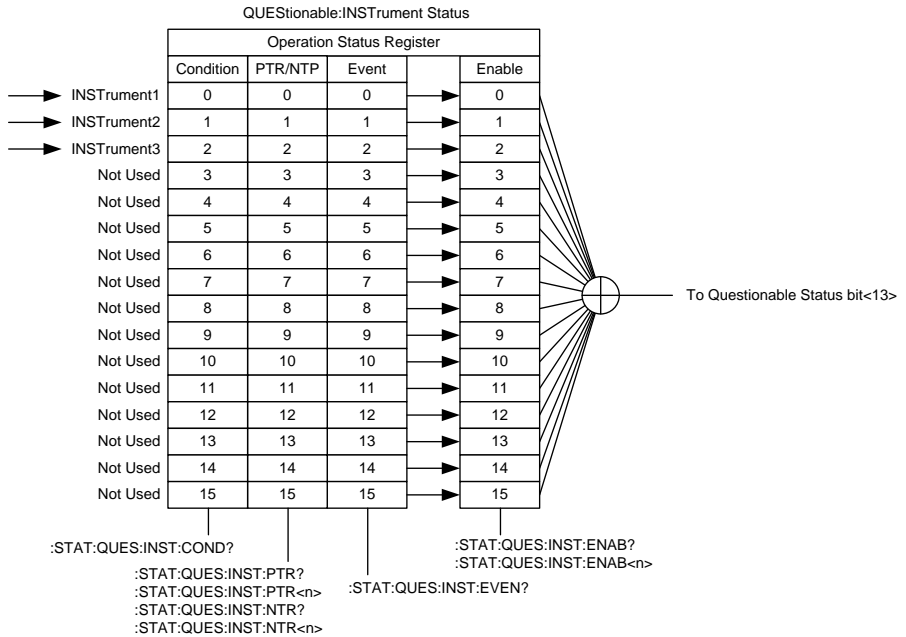 QUEStionable:INSTrument Status
Operation Status Register
Condition PTR/NTP Event Enable
INSTrument1 0 0 0 0
INSTrument2 1 1 1 1
INSTrument3 2 2 2 2
Not Used 3 3 3 3
Not Used 4 4 4 4
Not Used 5 5 5 5
Not Used 6 6 6 6
Not Used 7 7 7 7
To Questionable Status bit<13>
Not Used 8 8 8 8
Not Used 9 9 9 9
Not Used 10 10 10 10
Not Used 11 11 11 11
Not Used 12 12 12 12
Not Used 13 13 13 13
Not Used 14 14 14 14
Not Used 15 15 15 15
:STAT:QUES:INST:COND?
:STAT:QUES:INST:PTR?
:STAT:QUES:INST:PTR<n>
:STAT:QUES:INST:NTR?
:STAT:QUES:INST:NTR<n>
:STAT:QUES:INST:EVEN?
:STAT:QUES:INST:ENAB?
:STAT:QUES:INST:ENAB<n>